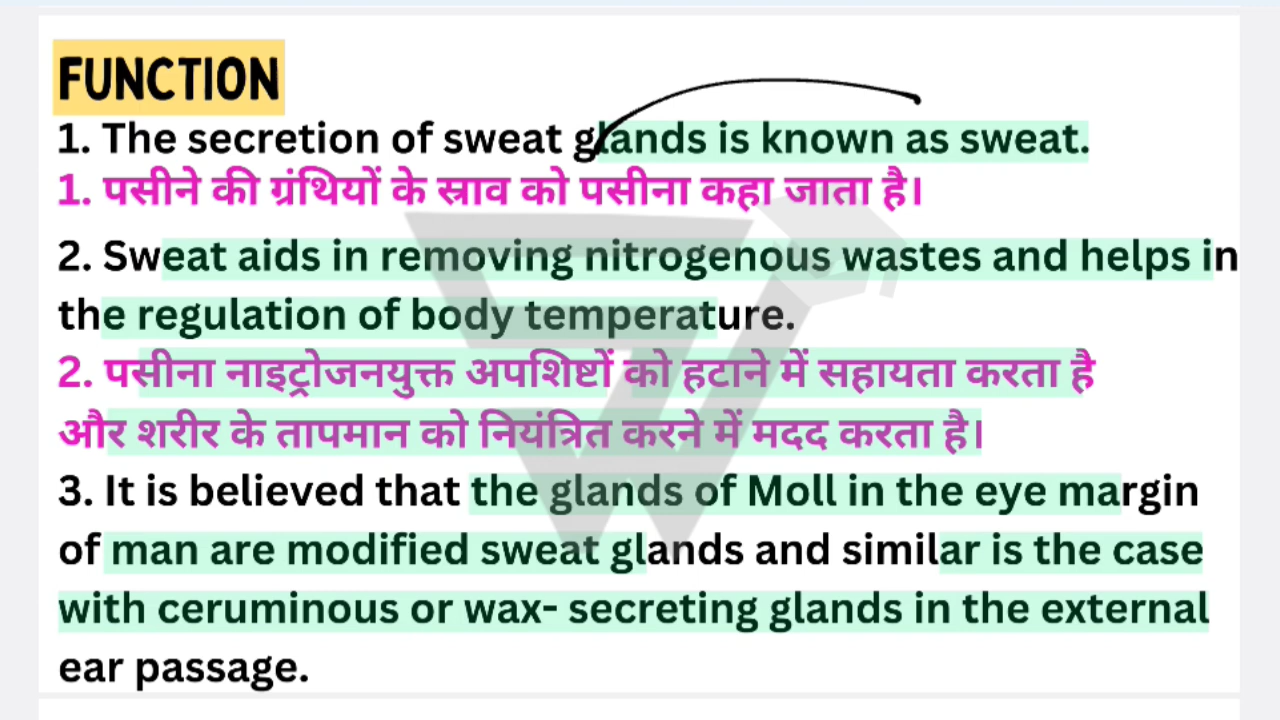 FUNCTION
1. The secretion of sweat glands is known as sweat.
1. पसीने की ग्रंथियों के स्राव को पसीना कहा जाता है।
2. Sweat aids in removing nitrogenous wastes and helps in
the regulation of body temperature.
2. पसीना नाइट्रोजनयुक्त अपशिष्टों को हटाने में सहायता करता है
और शरीर के तापमान को नियंत्रित करने में मदद करता है।
3. It is believed that the glands of Moll in the eye margin
of man are modified sweat glands and similar is the case
with ceruminous or wax- secreting glands in the external
ear passage.